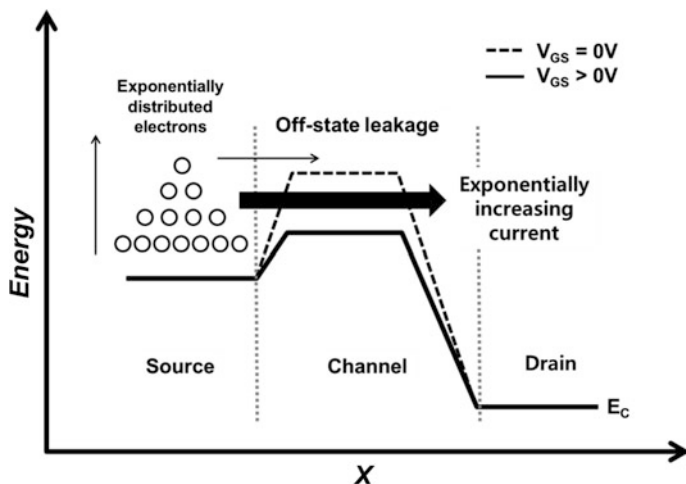 V_GS = 0V
V_GS > 0V
Exponentially
distributed
electrons
Off-state leakage
Exponentially
increasing
current
Energy
Source
Channel
Drain
E_C
X